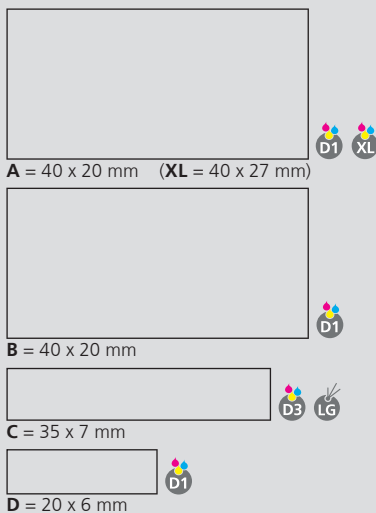 D1 XL
A = 40 x 20 mm (XL = 40 x 27 mm)
D1
B = 40 x 20 mm
D3 LG
C = 35 x 7 mm
D1
D = 20 x 6 mm